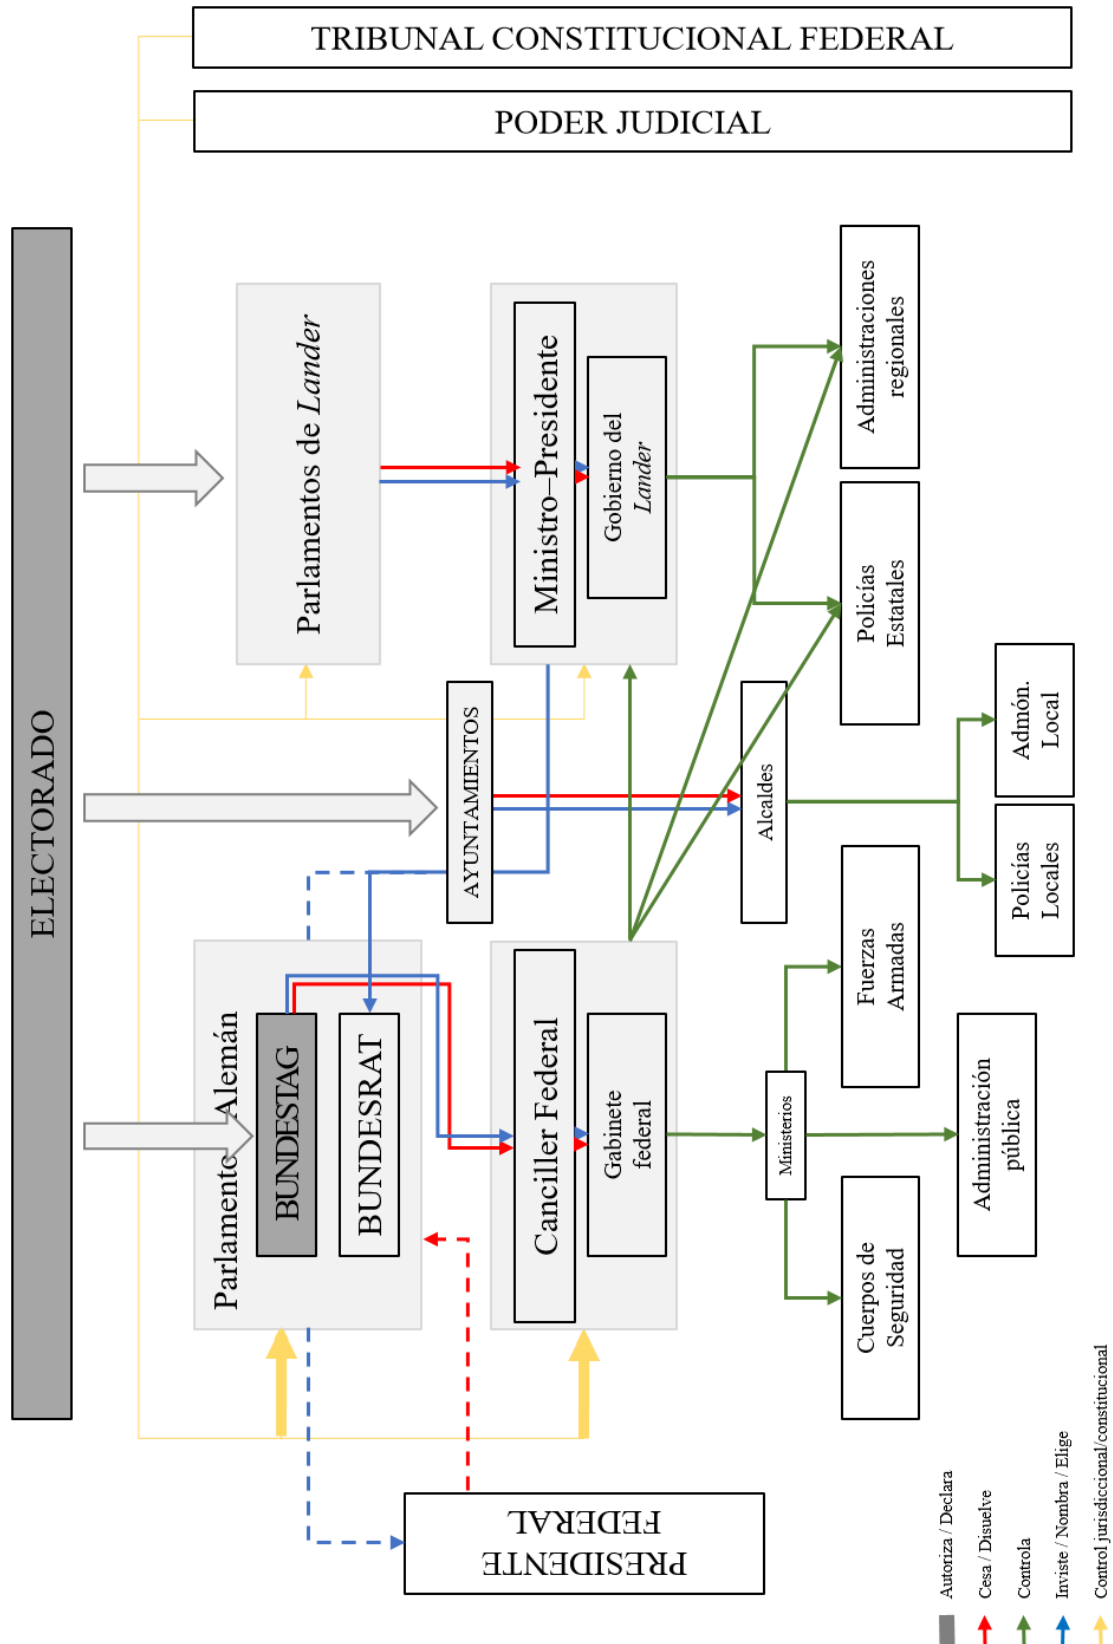 TRIBUNAL CONSTITUCIONAL FEDERAL
PODER JUDICIAL
ELECTORADO
Parlamentos de Lander
Ministro–Presidente
Gobierno del
Lander
Administraciones
regionales
Policías
Estatales
AYUNTAMIENTOS
Alcaldes
Admón.
Local
Policías
Locales
Parlamento Alemán
BUNDESTAG
BUNDESRAT
Canciller Federal
Gabinete
federal
Ministerios
Fuerzas
Armadas
Administración
pública
Cuerpos de
Seguridad
PRESIDENTE
FEDERAL
Autoriza / Declara
Cesa / Disuelve
Controla
Inviste / Nombra / Elige
Control jurisdiccional/constitucional